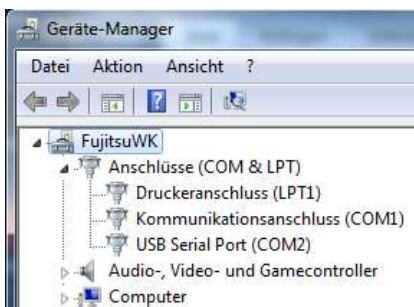 Geräte-Manager
Datei Aktion Ansicht ?
FujitsuWK
Anschlüsse (COM & LPT)
Druckeranschluss (LPT1)
Kommunikationsanschluss (COM1)
USB Serial Port (COM2)
Audio-, Video- und Gamecontroller
Computer